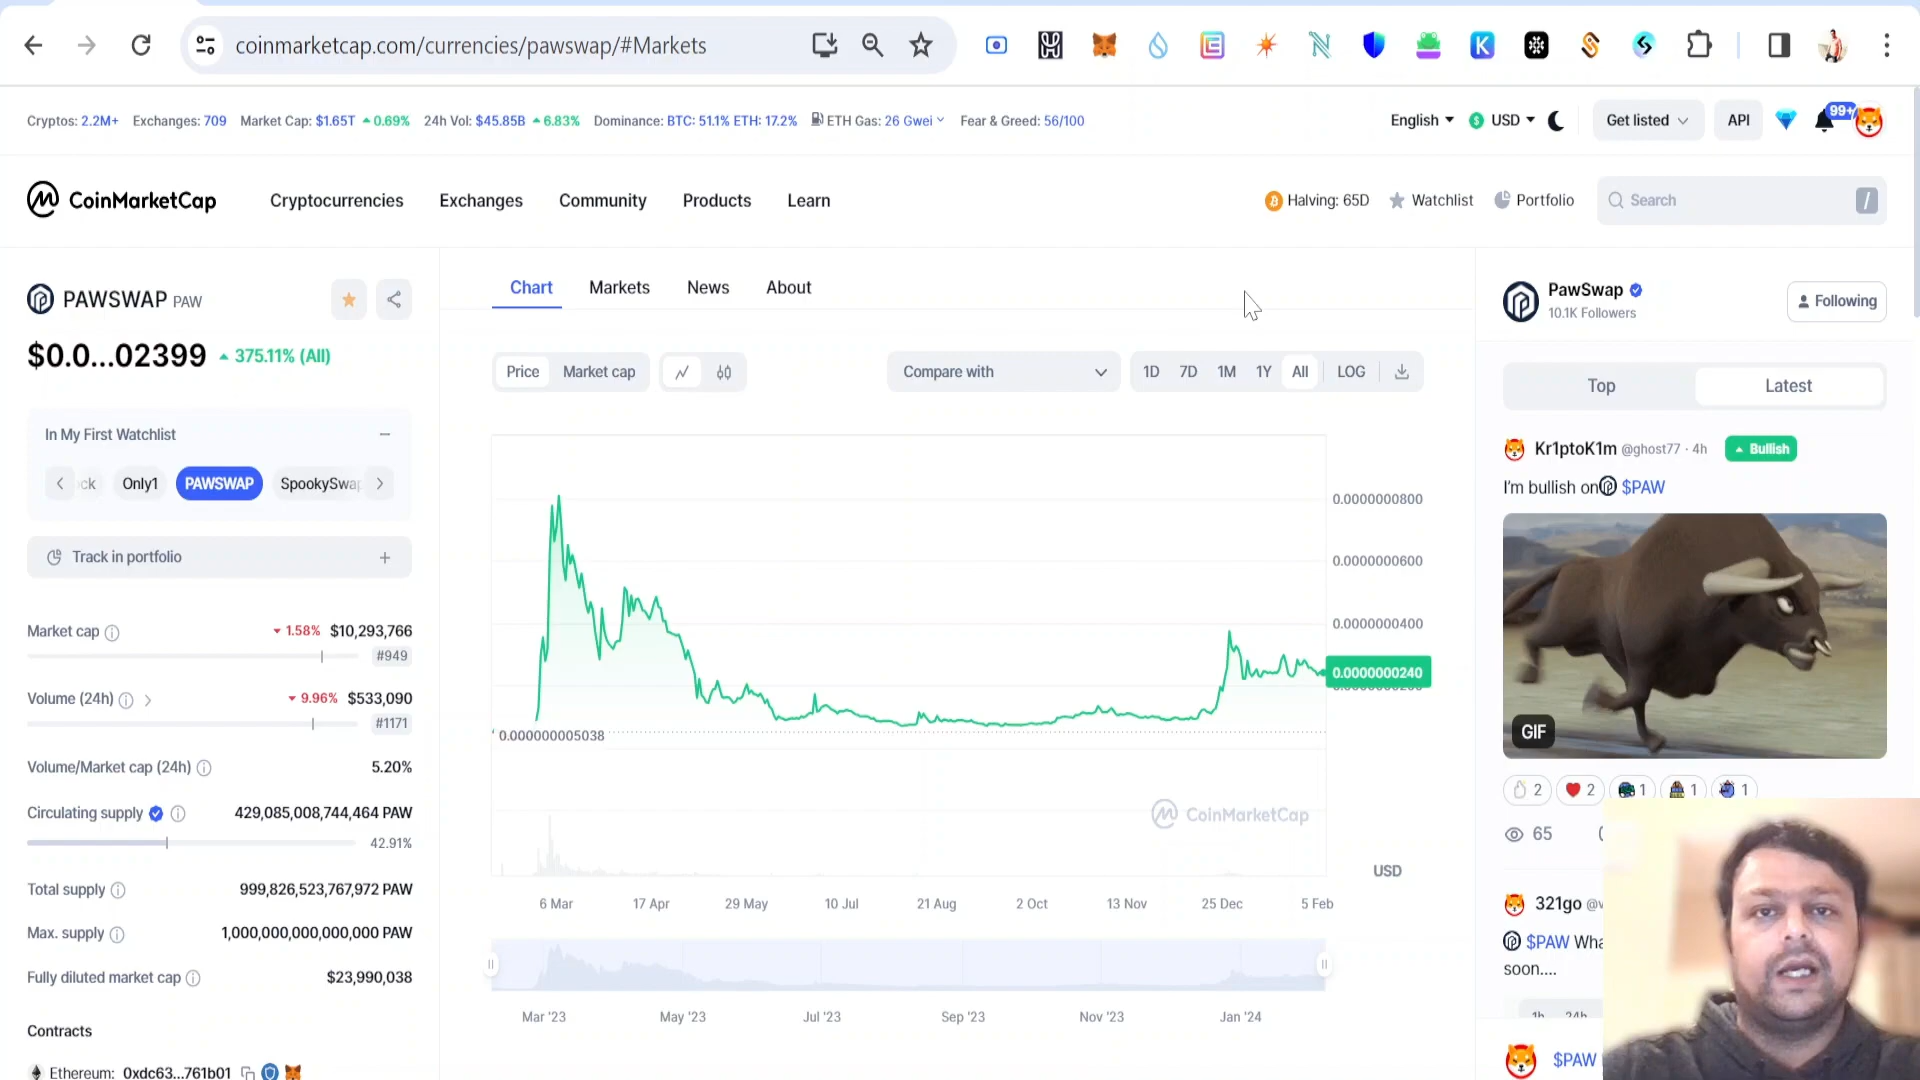 coinmarketcap.com/currencies/pawswap/#Markets
Cryptos: 2.2M+ Exchanges: 709 Market Cap: $1.65T 0.69% 24h Vol: $45.85B 6.83% Dominance: BTC: 51.1% ETH: 17.2% ETH Gas: 26 Gwei Fear & Greed: 56/100
English USD Get listed API 99+
CoinMarketCap Cryptocurrencies Exchanges Community Products Learn Halving: 65D Watchlist Portfolio Search /
PAWSWAP PAW
$0.0...02399 375.11% (All)
In My First Watchlist
ck Only1 PAWSWAP SpookySwap
Track in portfolio +
Market cap 1.58% $10,293,766
#949
Volume (24h) 9.96% $533,090
#1171
Volume/Market cap (24h) 5.20%
Circulating supply 429,085,008,744,464 PAW
42.91%
Total supply 999,826,523,767,972 PAW
Max. supply 1,000,000,000,000,000 PAW
Fully diluted market cap $23,990,038
Contracts
Ethereum: 0xdc63...761b01
Chart Markets News About
Price Market cap Compare with 1D 7D 1M 1Y All LOG
0.0000000800
0.0000000600
0.0000000400
0.0000000240
0.000000005038
CoinMarketCap
USD
6 Mar 17 Apr 29 May 10 Jul 21 Aug 2 Oct 13 Nov 25 Dec 5 Feb
Mar '23 May '23 Jul '23 Sep '23 Nov '23 Jan '24
PawSwap
10.1K Followers
Following
Top Latest
Kr1ptoK1m @ghost77 · 4h Bullish
I'm bullish on $PAW
GIF
2 2 1 1 1
65
321go
$PAW Wha
soon....
1h 24h
$PAW